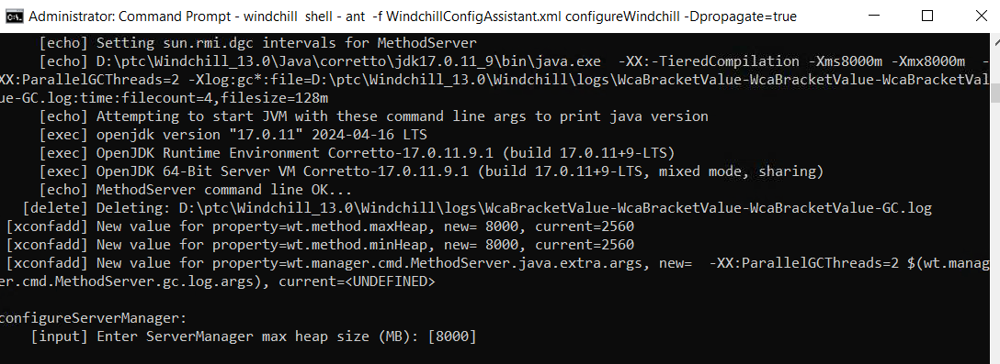 Administrator: Command Prompt - windchill  shell - ant  -f WindchillConfigAssistant.xml configureWindchill -Dpropagate=true
[echo] Setting sun.rmi.dgc intervals for MethodServer
[echo] D:\ptc\Windchill_13.0\Java\corretto\jdk17.0.11_9\bin\java.exe  -XX:-TieredCompilation -Xms8000m -Xmx8000m  -
XX:ParallelGCThreads=2 -Xlog:gc*:file=D:\ptc\Windchill_13.0\Windchill\logs\WcaBracketValue-WcaBracketValue-WcaBracketVal
ue-GC.log:time:filecount=4,filesize=128m
[echo] Attempting to start JVM with these command line args to print java version
[exec] openjdk version "17.0.11" 2024-04-16 LTS
[exec] OpenJDK Runtime Environment Corretto-17.0.11.9.1 (build 17.0.11+9-LTS)
[exec] OpenJDK 64-Bit Server VM Corretto-17.0.11.9.1 (build 17.0.11+9-LTS, mixed mode, sharing)
[echo] MethodServer command line OK...
[delete] Deleting: D:\ptc\Windchill_13.0\Windchill\logs\WcaBracketValue-WcaBracketValue-WcaBracketValue-GC.log
[xconfadd] New value for property=wt.method.maxHeap, new= 8000, current=2560
[xconfadd] New value for property=wt.method.minHeap, new= 8000, current=2560
[xconfadd] New value for property=wt.manager.cmd.MethodServer.java.extra.args, new=  -XX:ParallelGCThreads=2 $(wt.manag
er.cmd.MethodServer.gc.log.args), current=<UNDEFINED>
configureServerManager:
[input] Enter ServerManager max heap size (MB): [8000]